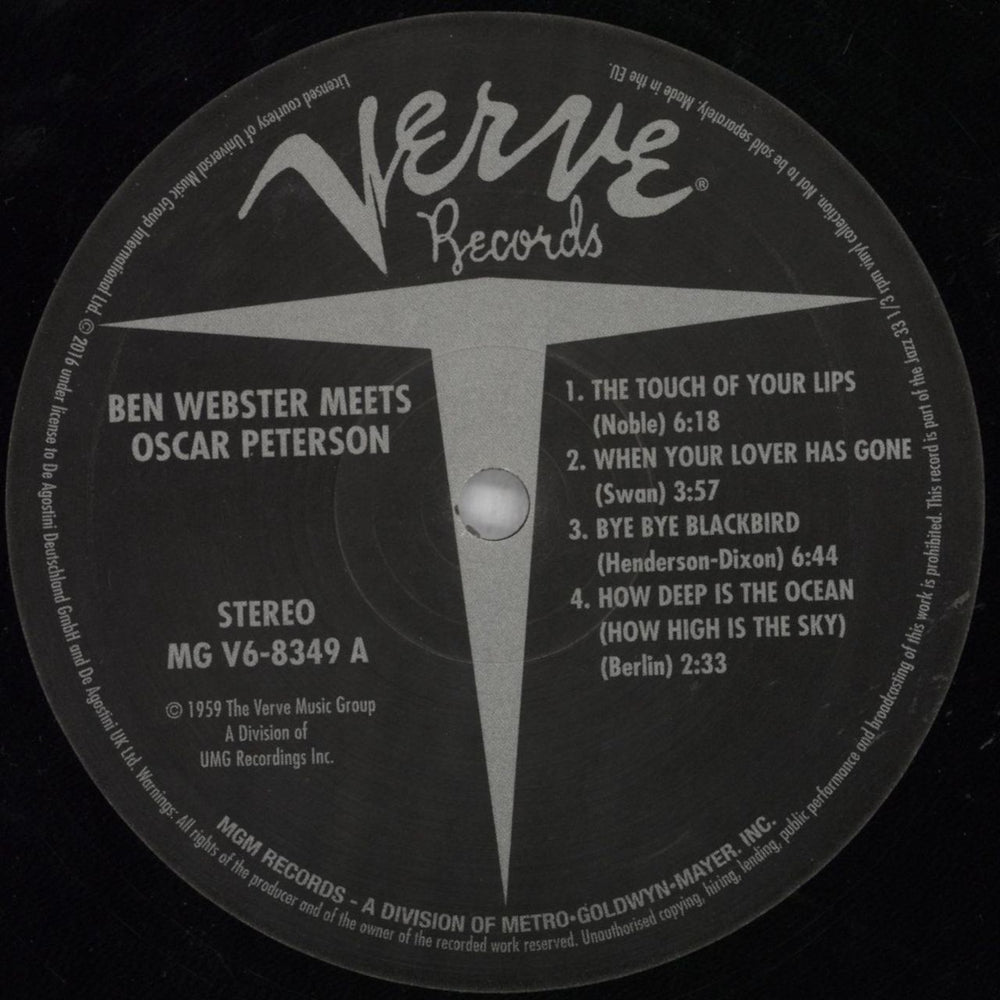 Verve®
Records
BEN WEBSTER MEETS
OSCAR PETERSON
STEREO
MG V6-8349 A
© 1959 The Verve Music Group
A Division of
UMG Recordings Inc.
1. THE TOUCH OF YOUR LIPS
(Noble) 6:18
2. WHEN YOUR LOVER HAS GONE
(Swan) 3:57
3. BYE BYE BLACKBIRD
(Henderson-Dixon) 6:44
4. HOW DEEP IS THE OCEAN
(HOW HIGH IS THE SKY)
(Berlin) 2:33
MGM RECORDS - A DIVISION OF METRO•GOLDWYN-MAYER. INC.
Licensed courtesy of Universal Music Group International Ltd. © 2016 under license to De Agostini Deutschland GmbH and De Agostini UK Ltd. Warnings: All rights of the producer and of the owner of the recorded work reserved. Unauthorised copying, hiring, lending, public performance and broadcasting of this work is prohibited. This record is part of the Jazz 33 1/3 rpm vinyl collection. Not to be sold separately. Made in the EU.